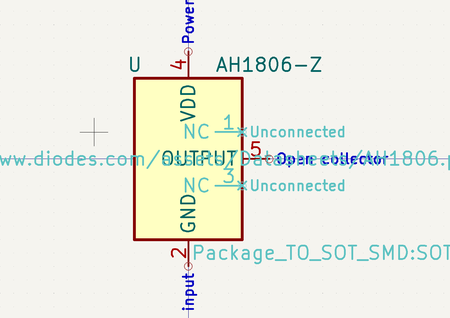 Power
4
U
AH1806-Z
VDD
NC
1
Unconnected
5
ww.diodes.com/assets/Datasheets/AH1806.p
OUTPUT
Open collector
NC
3
Unconnected
GND
2
Package_TO_SOT_SMD:SOT
input